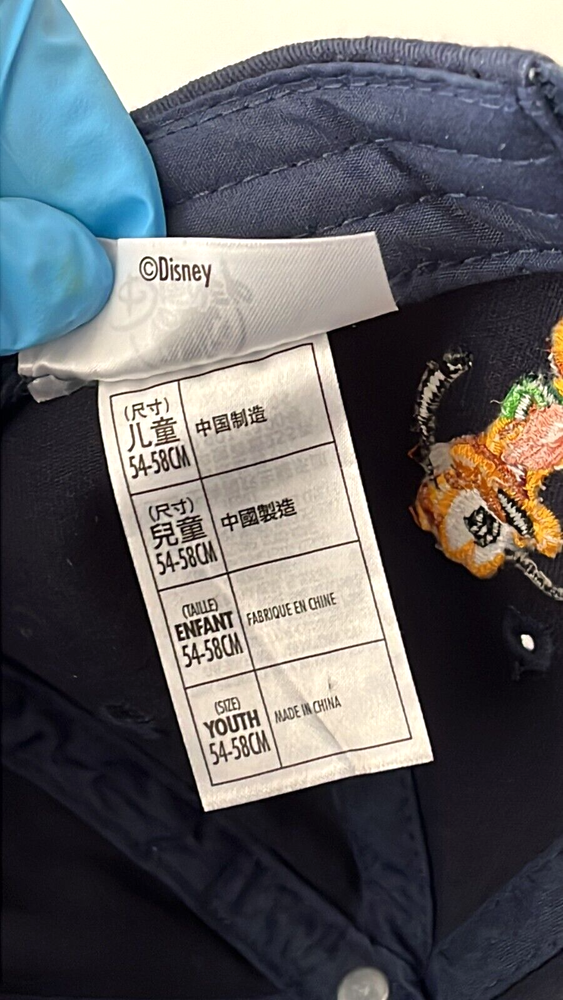 ©Disney
(尺寸)
儿童
54-58CM
中国制造
(尺寸)
兒童
54-58CM
中國製造
(TAILLE)
ENFANT
54-58CM
FABRIQUE EN CHINE
(SIZE)
YOUTH
54-58CM
MADE IN CHINA